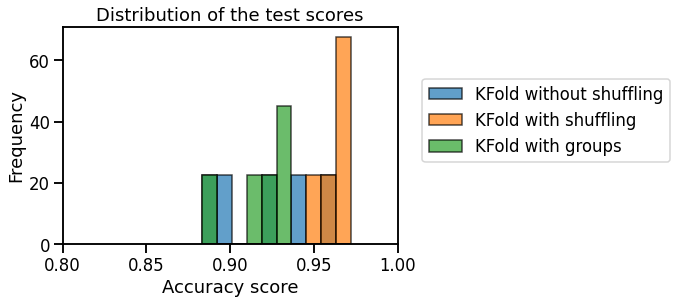 Distribution of the test scores
Frequency
60
40
20
0
0.80 0.85 0.90 0.95 1.00
Accuracy score
KFold without shuffling
KFold with shuffling
KFold with groups